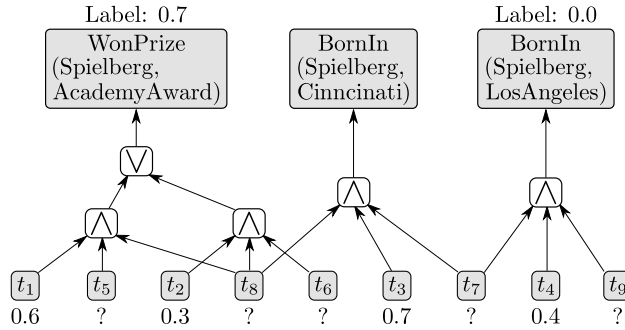 Label: 0.7 Label: 0.0
WonPrize
(Spielberg,
AcademyAward)
BornIn
(Spielberg,
Cinncinati)
BornIn
(Spielberg,
LosAngeles)
∨
∧ ∧ ∧ ∧
t1 t5 t2 t8 t6 t3 t7 t4 t9
0.6 ? 0.3 ? ? 0.7 ? 0.4 ?